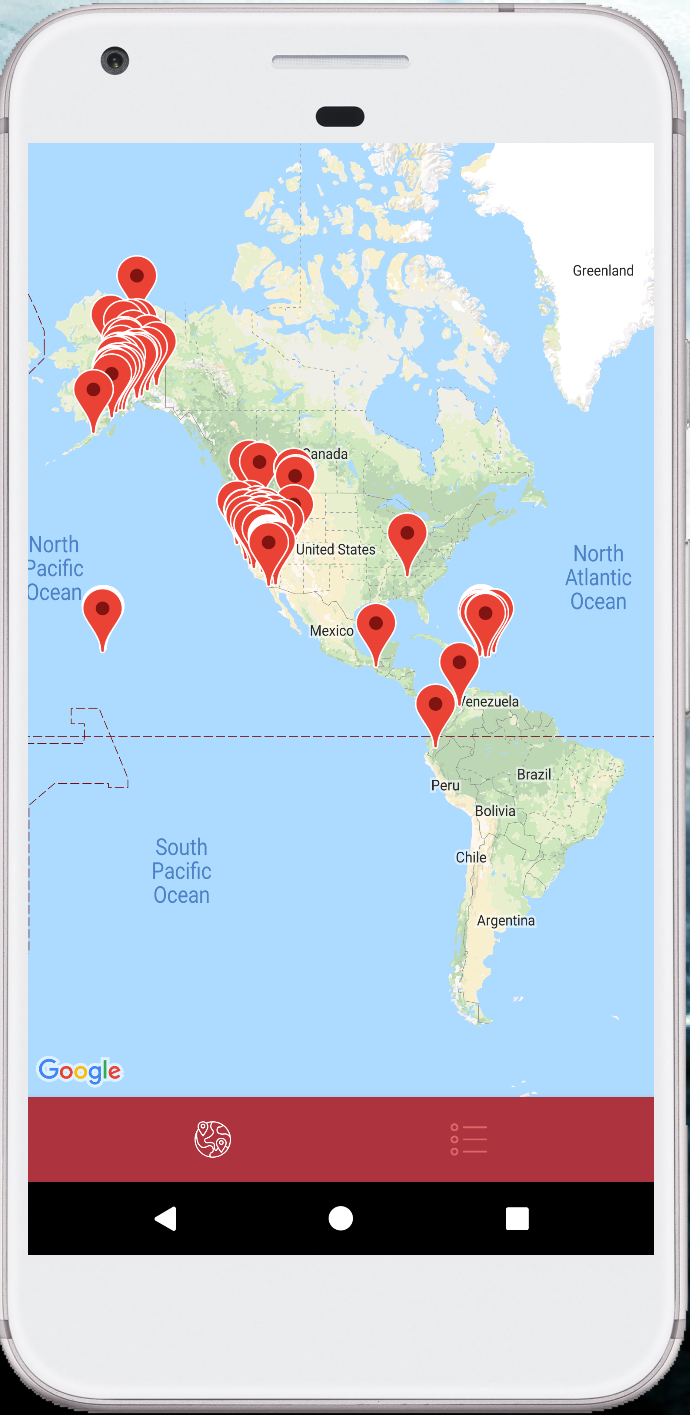 Greenland
Canada
North
Pacific
Ocean
United States
North
Atlantic
Ocean
Mexico
Venezuela
Brazil
Peru
Bolivia
South
Pacific
Ocean
Chile
Argentina
Google